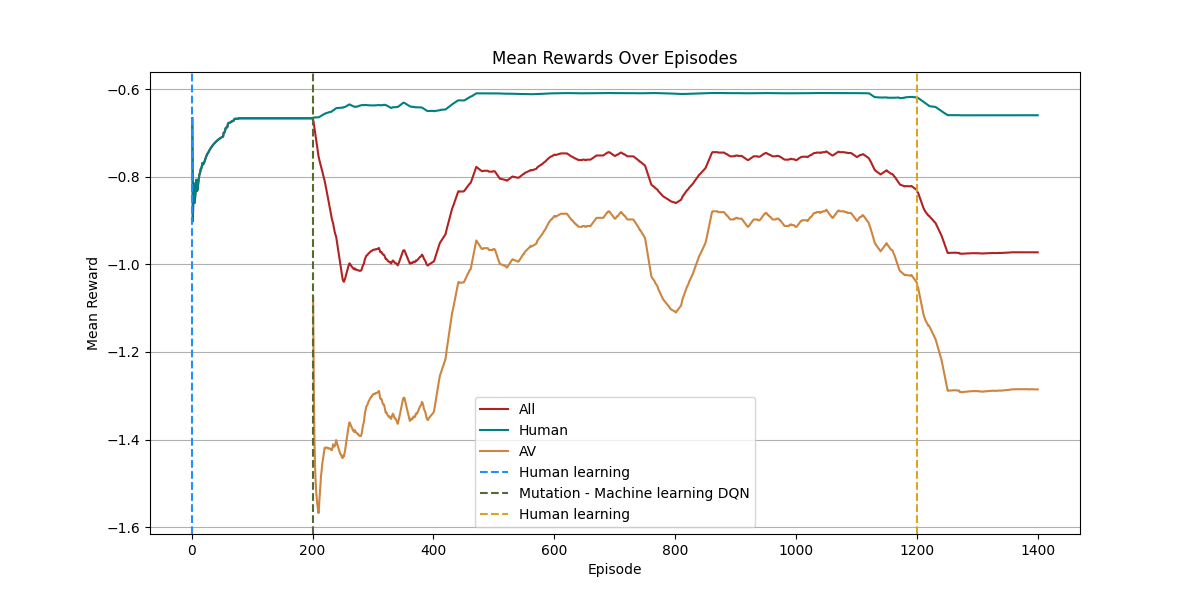 Mean Rewards Over Episodes
Mean Reward
−0.6
−0.8
−1.0
−1.2
−1.4
−1.6
All
Human
AV
Human learning
Mutation - Machine learning DQN
Human learning
0 200 400 600 800 1000 1200 1400
Episode